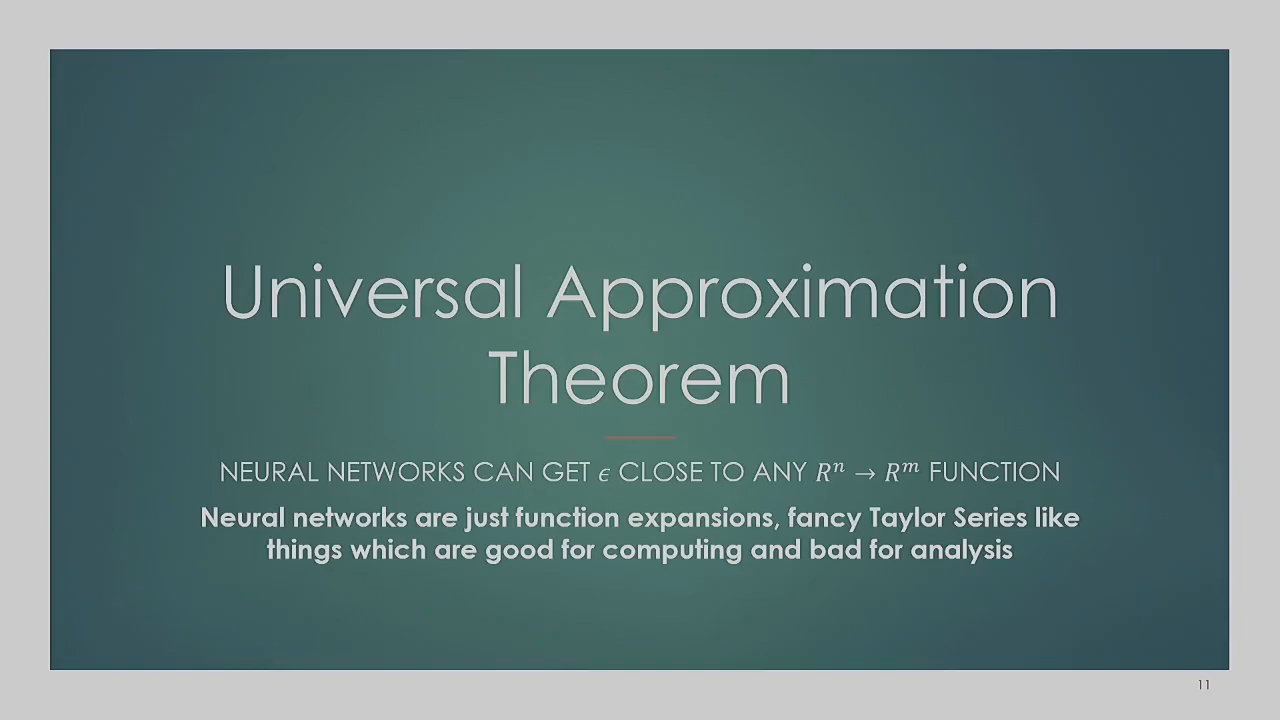 Universal Approximation
Theorem
NEURAL NETWORKS CAN GET ϵ CLOSE TO ANY Rⁿ → Rᵐ FUNCTION
Neural networks are just function expansions, fancy Taylor Series like
things which are good for computing and bad for analysis
11